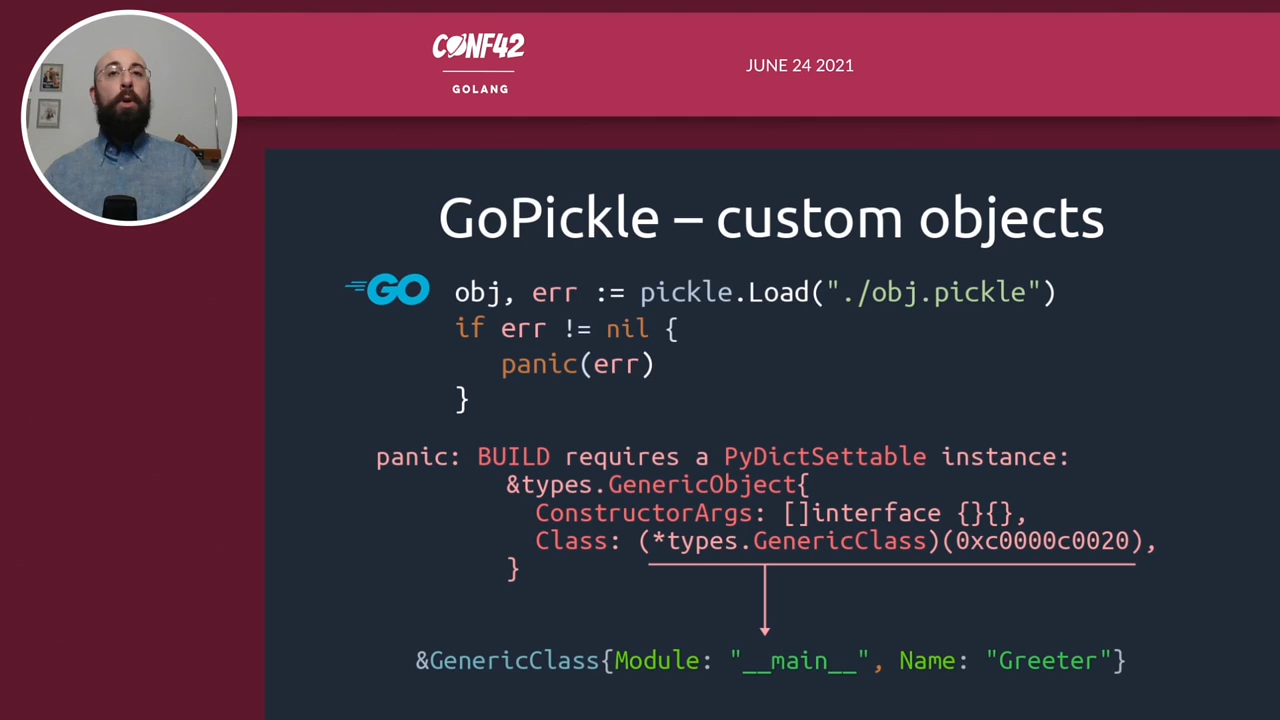 CONF42
GOLANG
JUNE 24 2021
GoPickle – custom objects
GO
obj, err := pickle.Load("./obj.pickle")
if err != nil {
panic(err)
}
panic: BUILD requires a PyDictSettable instance:
&types.GenericObject{
ConstructorArgs: []interface {}{},
Class: (*types.GenericClass)(0xc0000c0020),
}
&GenericClass{Module: "__main__", Name: "Greeter"}